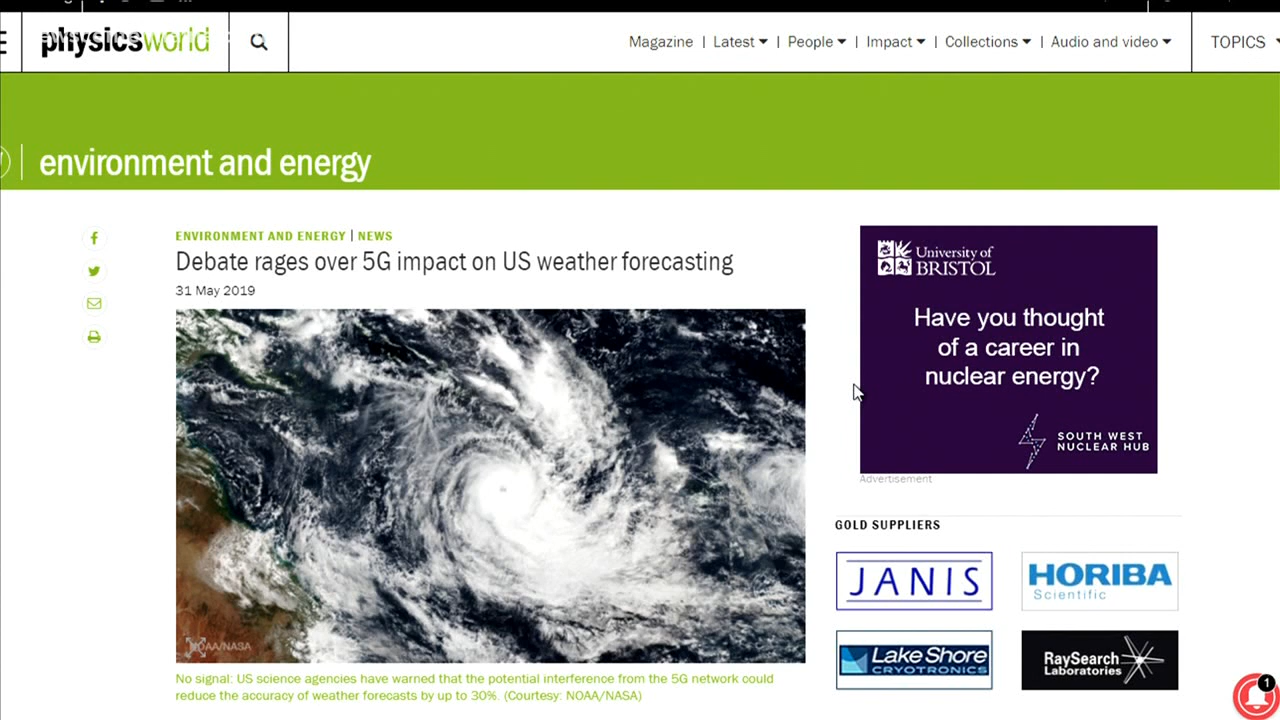 physicsworld
Magazine | Latest | People | Impact | Collections | Audio and video
TOPICS
environment and energy
ENVIRONMENT AND ENERGY | NEWS
Debate rages over 5G impact on US weather forecasting
31 May 2019
NOAA/NASA
No signal: US science agencies have warned that the potential interference from the 5G network could
reduce the accuracy of weather forecasts by up to 30%. (Courtesy: NOAA/NASA)
University of
BRISTOL
Have you thought
of a career in
nuclear energy?
SOUTH WEST
NUCLEAR HUB
Advertisement
GOLD SUPPLIERS
JANIS
HORIBA
Scientific
Lake Shore
CRYOTRONICS
RaySearch
Laboratories
1